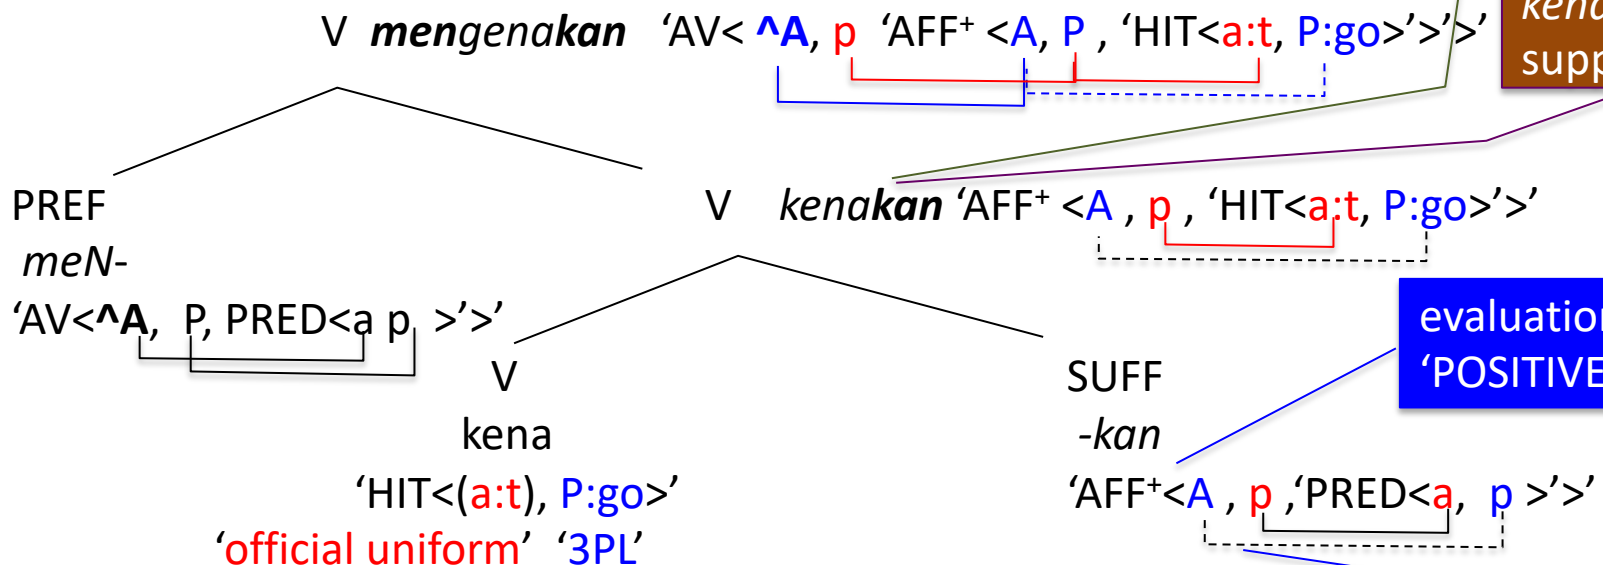 V mengenakan ‘AV< ^A, p ‘AFF⁺ <A, P , ‘HIT<a:t, P:go>’>’>’
supp
PREF
meN-
‘AV<^A, P, PRED<a p >’>’
V kenakan ‘AFF⁺ <A , p , ‘HIT<a:t, P:go>’>’
V
kena
‘HIT<(a:t), P:go>’
‘official uniform’ ‘3PL’
SUFF
-kan
‘AFF⁺<A , p ,‘PRED<a, p >’>’
evaluation
‘POSITIVE